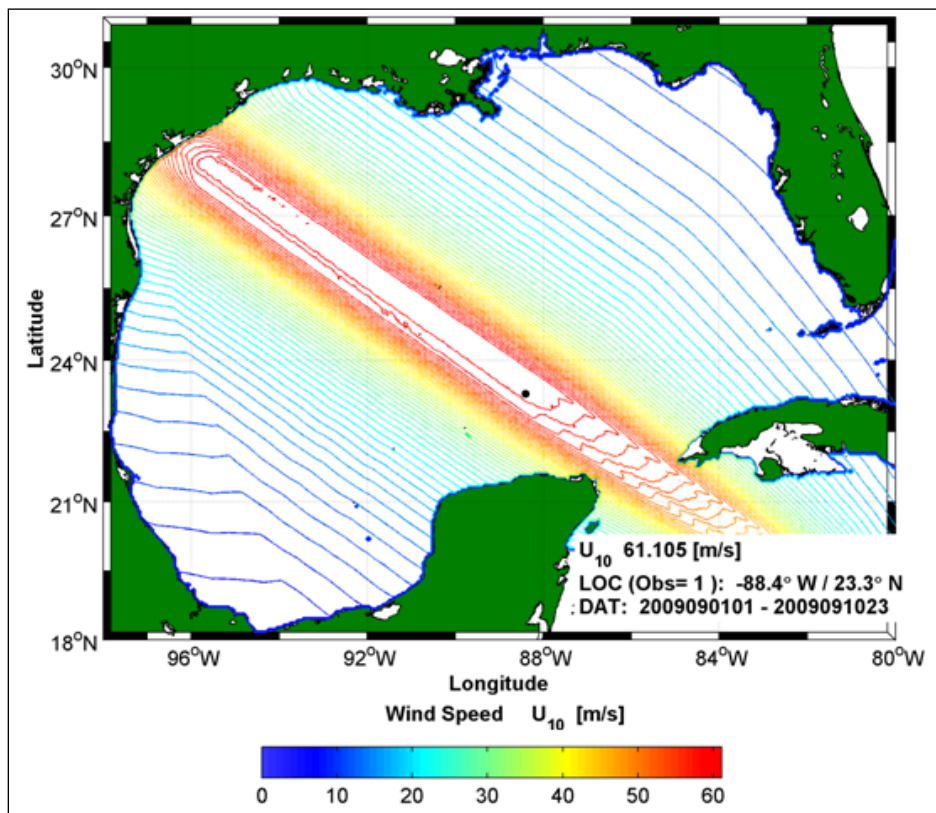 30°N
27°N
24°N
21°N
18°N
Latitude
U10 61.105 [m/s]
LOC (Obs= 1 ): -88.4° W / 23.3° N
DAT: 2009090101 - 2009091023
96°W 92°W 88°W 84°W 80°W
Longitude
Wind Speed U10 [m/s]
0 10 20 30 40 50 60